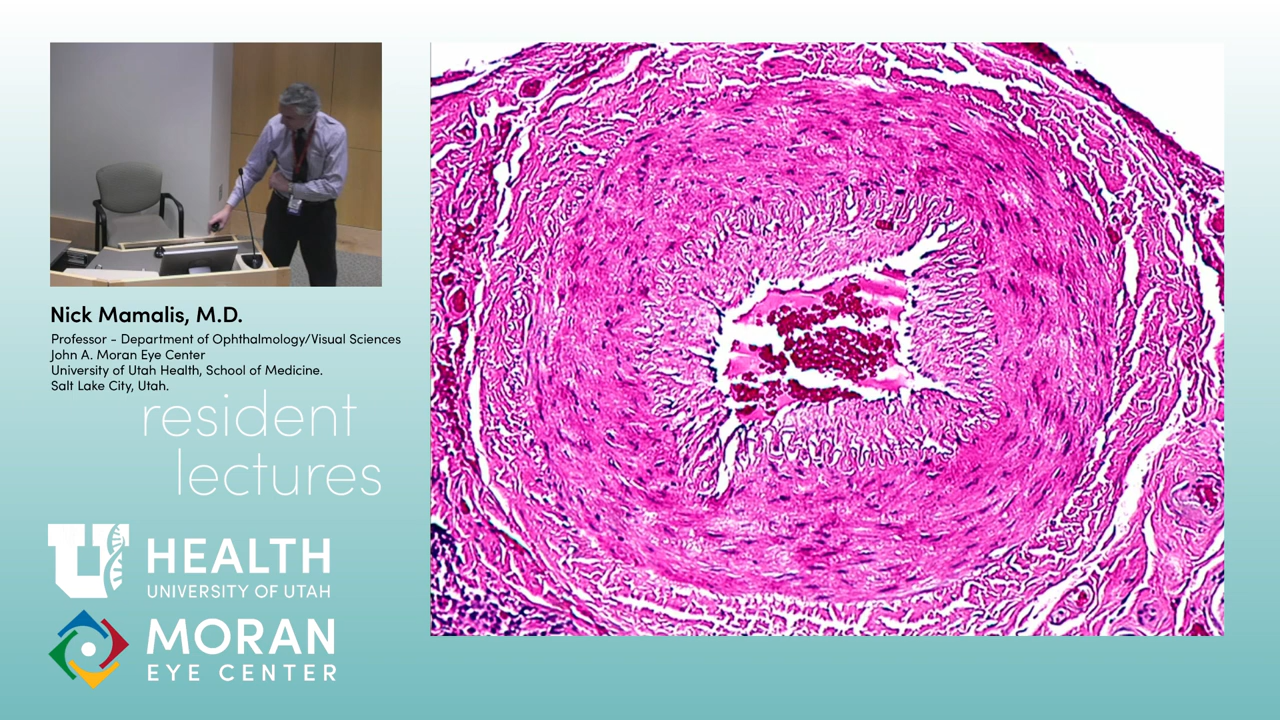 Nick Mamalis, M.D.
Professor - Department of Ophthalmology/Visual Sciences
John A. Moran Eye Center
University of Utah Health, School of Medicine.
Salt Lake City, Utah.
resident
lectures
U HEALTH
UNIVERSITY OF UTAH
MORAN
EYE CENTER